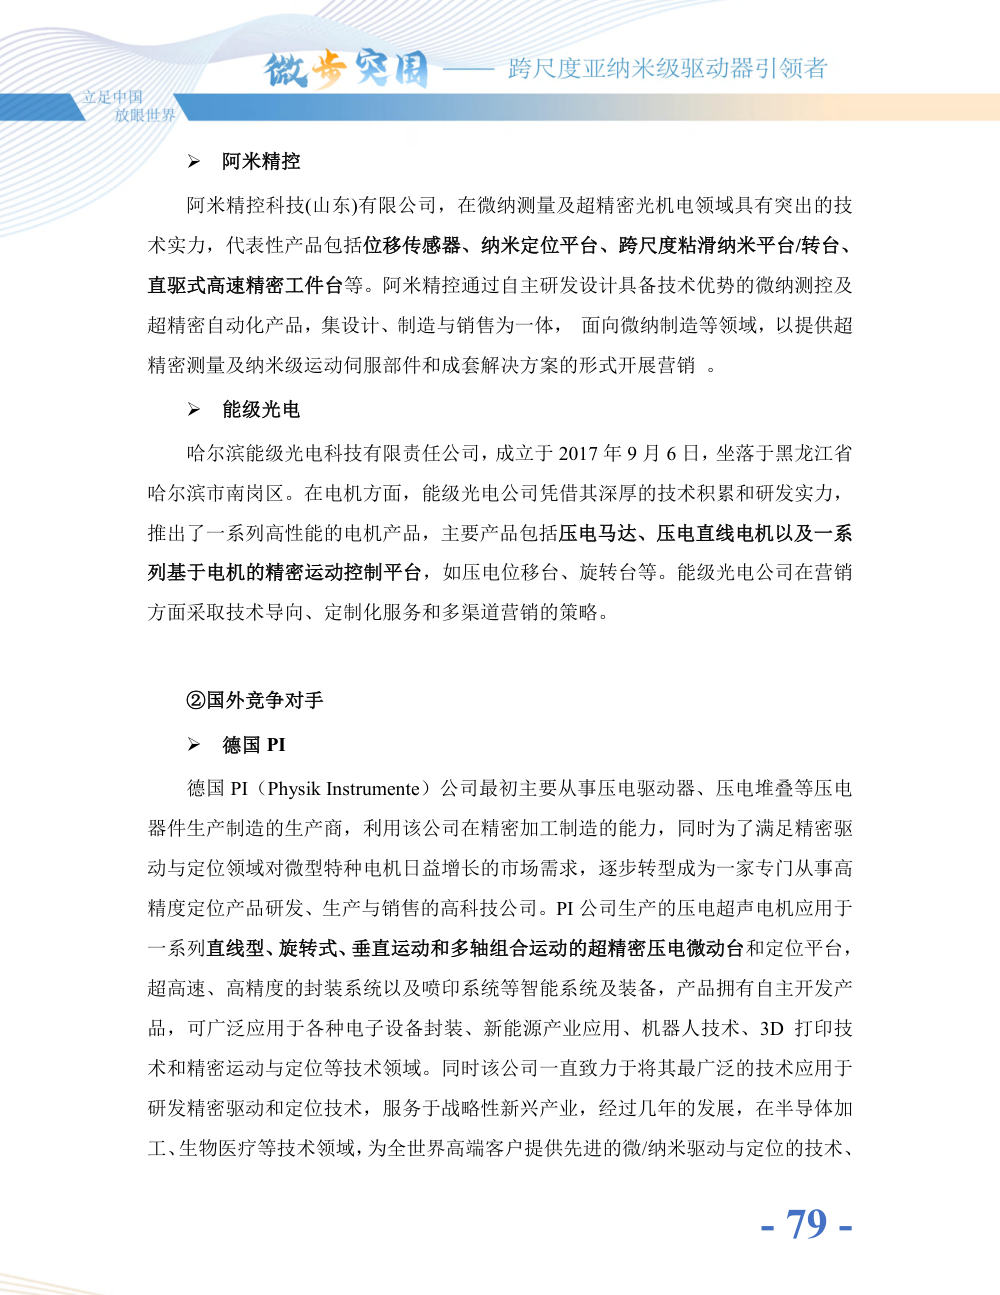 微步突围 —— 跨尺度亚纳米级驱动器引领者
立足中国
放眼世界
➢ 阿米精控
阿米精控科技(山东)有限公司，在微纳测量及超精密光机电领域具有突出的技
术实力，代表性产品包括位移传感器、纳米定位平台、跨尺度粘滑纳米平台/转台、
直驱式高速精密工件台等。阿米精控通过自主研发设计具备技术优势的微纳测控及
超精密自动化产品，集设计、制造与销售为一体， 面向微纳制造等领域，以提供超
精密测量及纳米级运动伺服部件和成套解决方案的形式开展营销 。
➢ 能级光电
哈尔滨能级光电科技有限责任公司，成立于 2017 年 9 月 6 日，坐落于黑龙江省
哈尔滨市南岗区。在电机方面，能级光电公司凭借其深厚的技术积累和研发实力，
推出了一系列高性能的电机产品，主要产品包括压电马达、压电直线电机以及一系
列基于电机的精密运动控制平台，如压电位移台、旋转台等。能级光电公司在营销
方面采取技术导向、定制化服务和多渠道营销的策略。
②国外竞争对手
➢ 德国 PI
德国 PI（Physik Instrumente）公司最初主要从事压电驱动器、压电堆叠等压电
器件生产制造的生产商，利用该公司在精密加工制造的能力，同时为了满足精密驱
动与定位领域对微型特种电机日益增长的市场需求，逐步转型成为一家专门从事高
精度定位产品研发、生产与销售的高科技公司。PI 公司生产的压电超声电机应用于
一系列直线型、旋转式、垂直运动和多轴组合运动的超精密压电微动台和定位平台，
超高速、高精度的封装系统以及喷印系统等智能系统及装备，产品拥有自主开发产
品，可广泛应用于各种电子设备封装、新能源产业应用、机器人技术、3D 打印技
术和精密运动与定位等技术领域。同时该公司一直致力于将其最广泛的技术应用于
研发精密驱动和定位技术，服务于战略性新兴产业，经过几年的发展，在半导体加
工、生物医疗等技术领域，为全世界高端客户提供先进的微/纳米驱动与定位的技术、
- 79 -